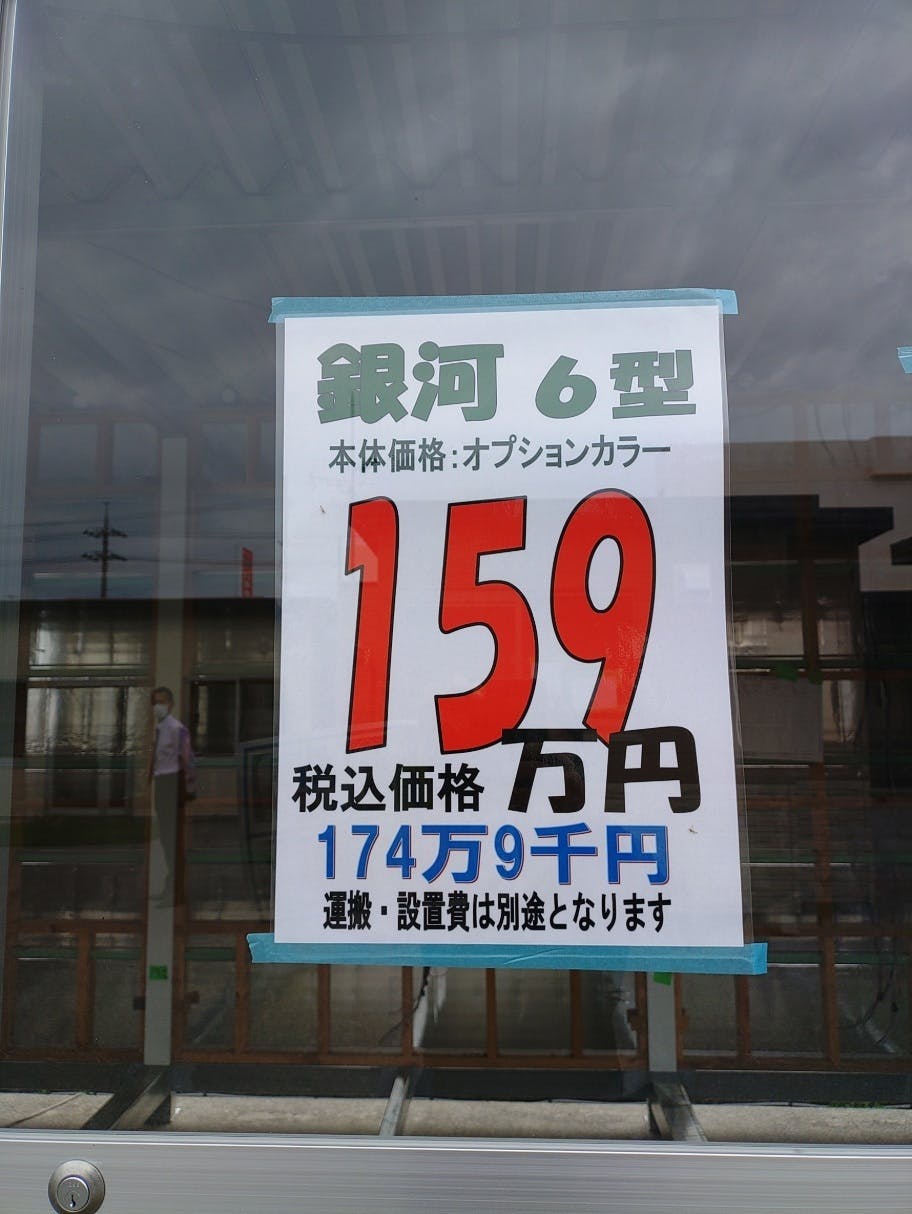 銀河 6型
本体価格:オプションカラー
159
万円
税込価格
174万9千円
運搬・設置費は別途となります